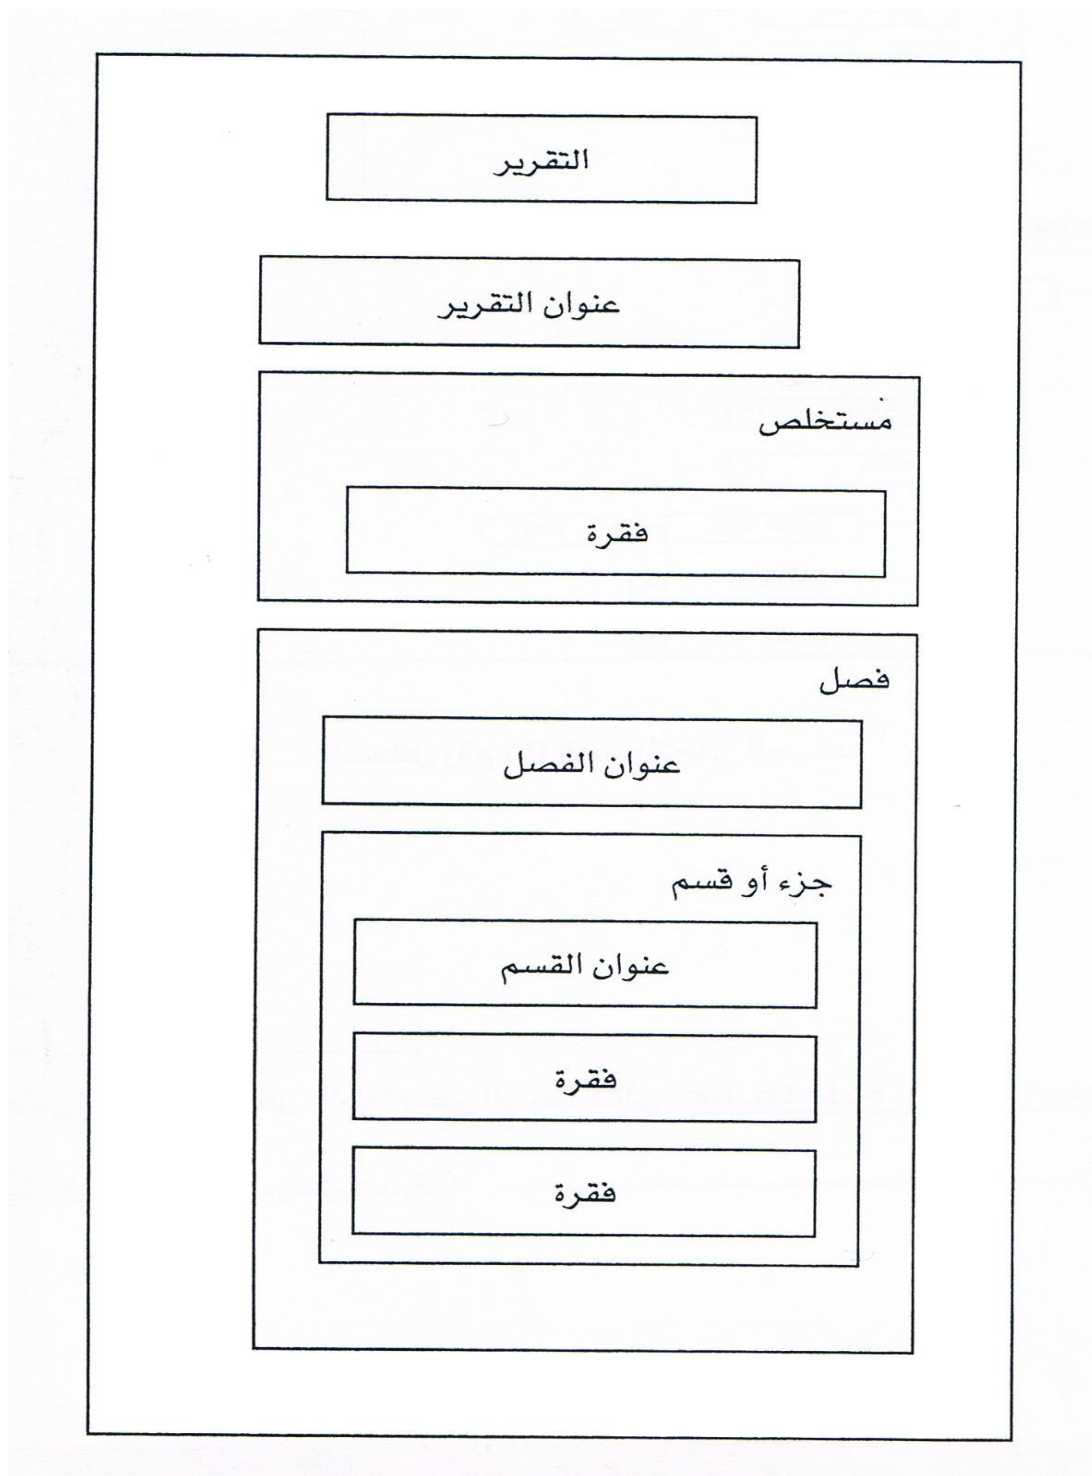 التقرير
عنوان التقرير
مستخلص
فقرة
فصل
عنوان الفصل
جزء أو قسم
عنوان القسم
فقرة
فقرة